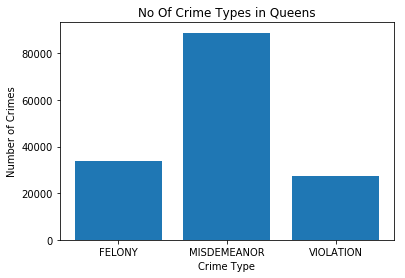 No Of Crime Types in Queens
Number of Crimes
80000
60000
40000
20000
0
FELONY MISDEMEANOR VIOLATION
Crime Type